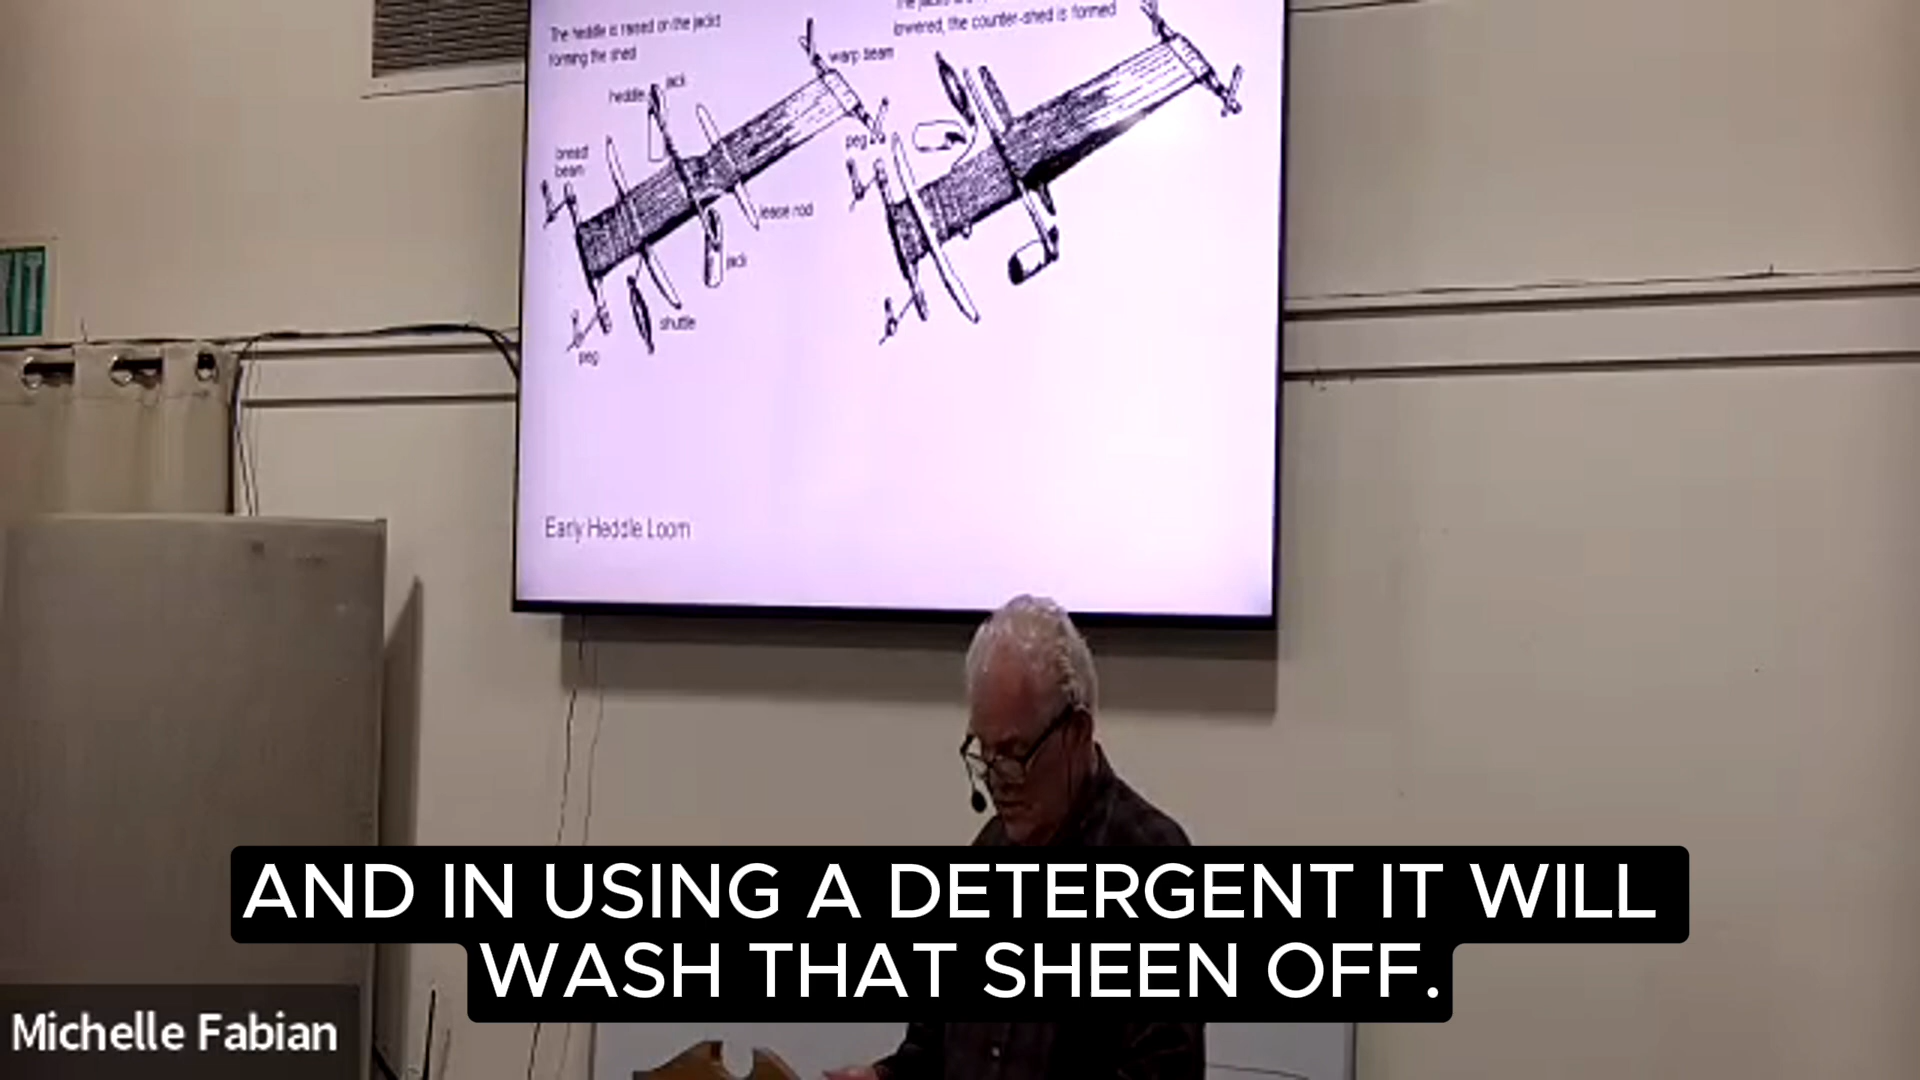 The heddle is raised on the jacks
forming the shed
lowered, the counter-shed is formed
warp beam
jack
heddle
peg
breast
beam
lease rod
jack
shuttle
peg
Early Heddle Loom
AND IN USING A DETERGENT IT WILL
WASH THAT SHEEN OFF.
Michelle Fabian